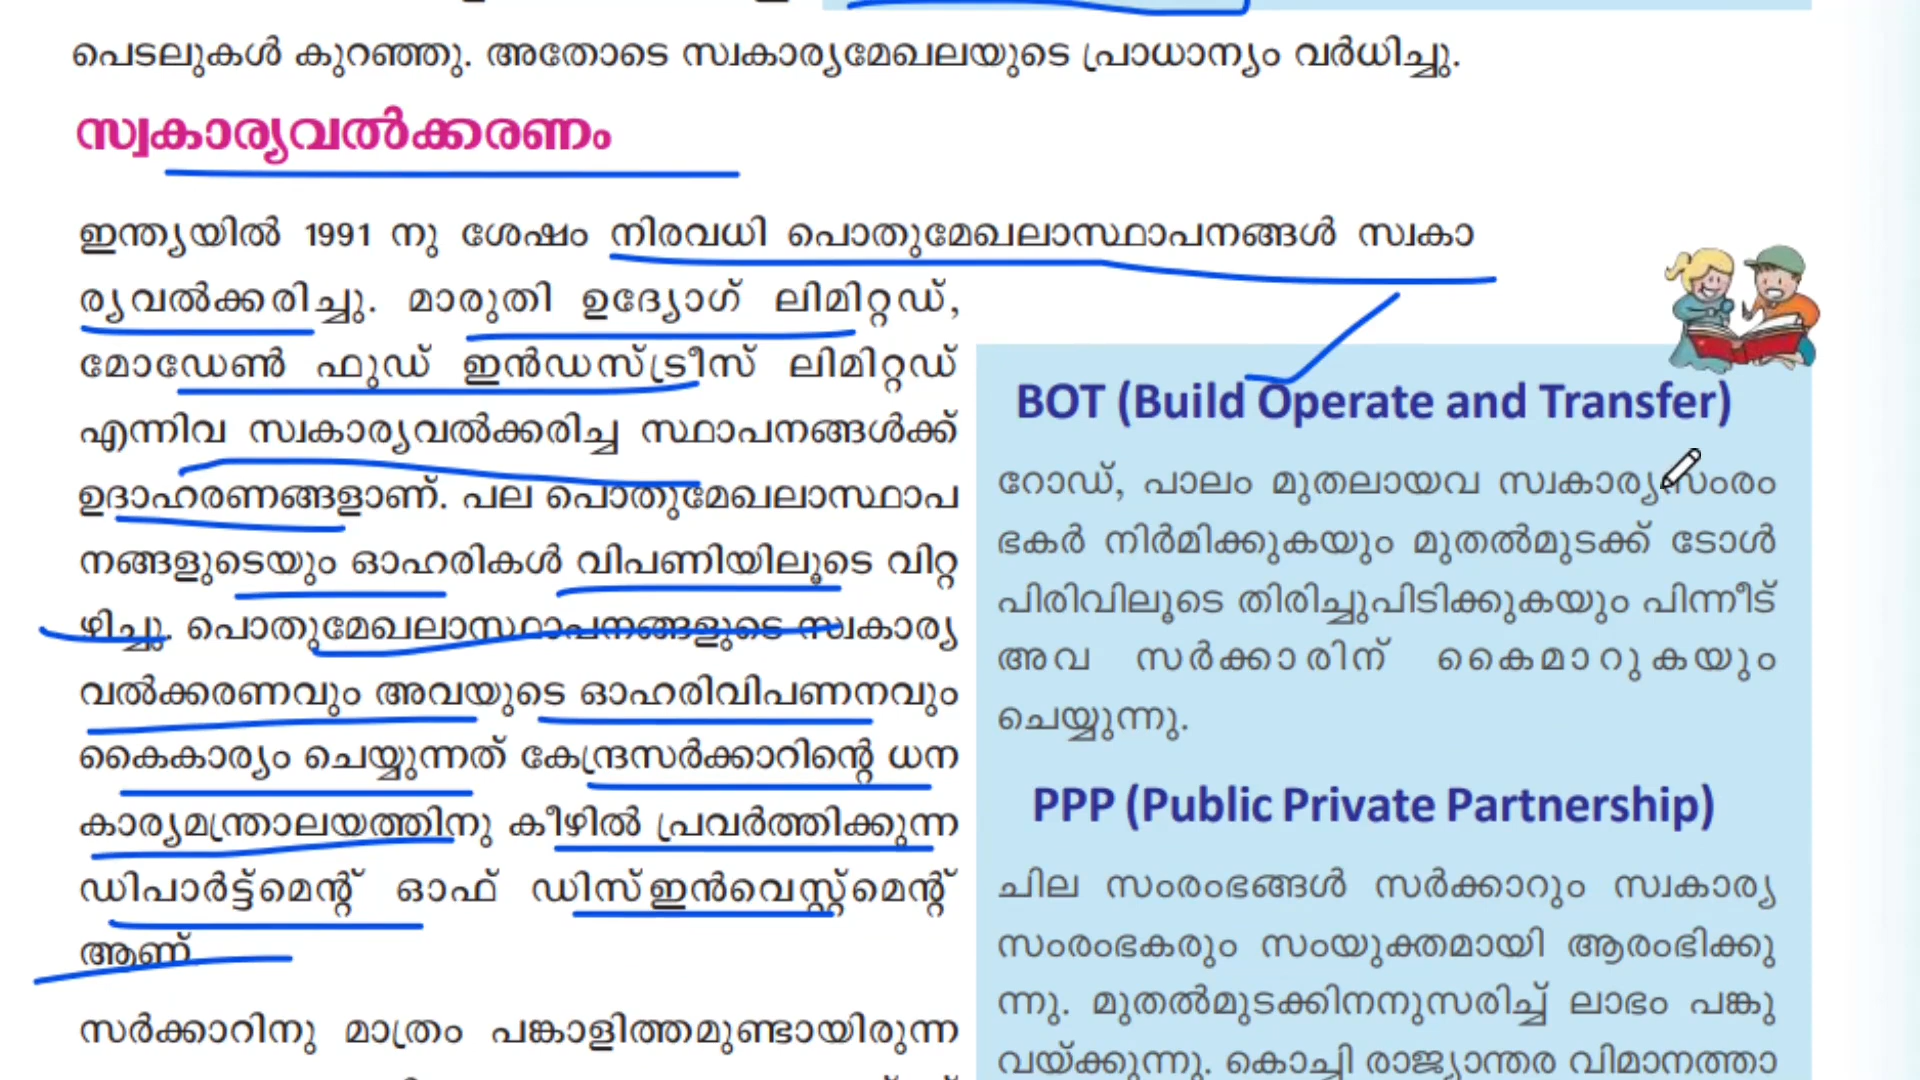 പെടലുകൾ കുറഞ്ഞു. അതോടെ സ്വകാര്യമേഖലയുടെ പ്രാധാന്യം വർധിച്ചു.
സ്വകാര്യവൽക്കരണം
ഇന്ത്യയിൽ 1991 നു ശേഷം നിരവധി പൊതുമേഖലാസ്ഥാപനങ്ങൾ സ്വകാ
ര്യവൽക്കരിച്ചു. മാരുതി ഉദ്യോഗ് ലിമിറ്റഡ്,
മോഡേൺ ഫുഡ് ഇൻഡസ്ട്രീസ് ലിമിറ്റഡ്
എന്നിവ സ്വകാര്യവൽക്കരിച്ച സ്ഥാപനങ്ങൾക്ക്
ഉദാഹരണങ്ങളാണ്. പല പൊതുമേഖലാസ്ഥാപ
നങ്ങളുടെയും ഓഹരികൾ വിപണിയിലൂടെ വിറ്റ
ഴിച്ചു. പൊതുമേഖലാസ്ഥാപനങ്ങളുടെ സ്വകാര്യ
വൽക്കരണവും അവയുടെ ഓഹരിവിപണനവും
കൈകാര്യം ചെയ്യുന്നത് കേന്ദ്രസർക്കാറിന്റെ ധന
കാര്യമന്ത്രാലയത്തിനു കീഴിൽ പ്രവർത്തിക്കുന്ന
ഡിപാർട്ട്മെന്റ് ഓഫ് ഡിസ്ഇൻവെസ്റ്റ്മെന്റ്
ആണ്
സർക്കാറിനു മാത്രം പങ്കാളിത്തമുണ്ടായിരുന്ന
BOT (Build Operate and Transfer)
റോഡ്, പാലം മുതലായവ സ്വകാര്യസംരം
ഭകർ നിർമിക്കുകയും മുതൽമുടക്ക് ടോൾ
പിരിവിലൂടെ തിരിച്ചുപിടിക്കുകയും പിന്നീട്
അവ സർക്കാരിന് കൈമാറുകയും
ചെയ്യുന്നു.
PPP (Public Private Partnership)
ചില സംരംഭങ്ങൾ സർക്കാറും സ്വകാര്യ
സംരംഭകരും സംയുക്തമായി ആരംഭിക്കു
ന്നു. മുതൽമുടക്കിനനുസരിച്ച് ലാഭം പങ്കു
വയ്ക്കുന്നു. കൊച്ചി രാജ്യാന്തര വിമാനത്താ